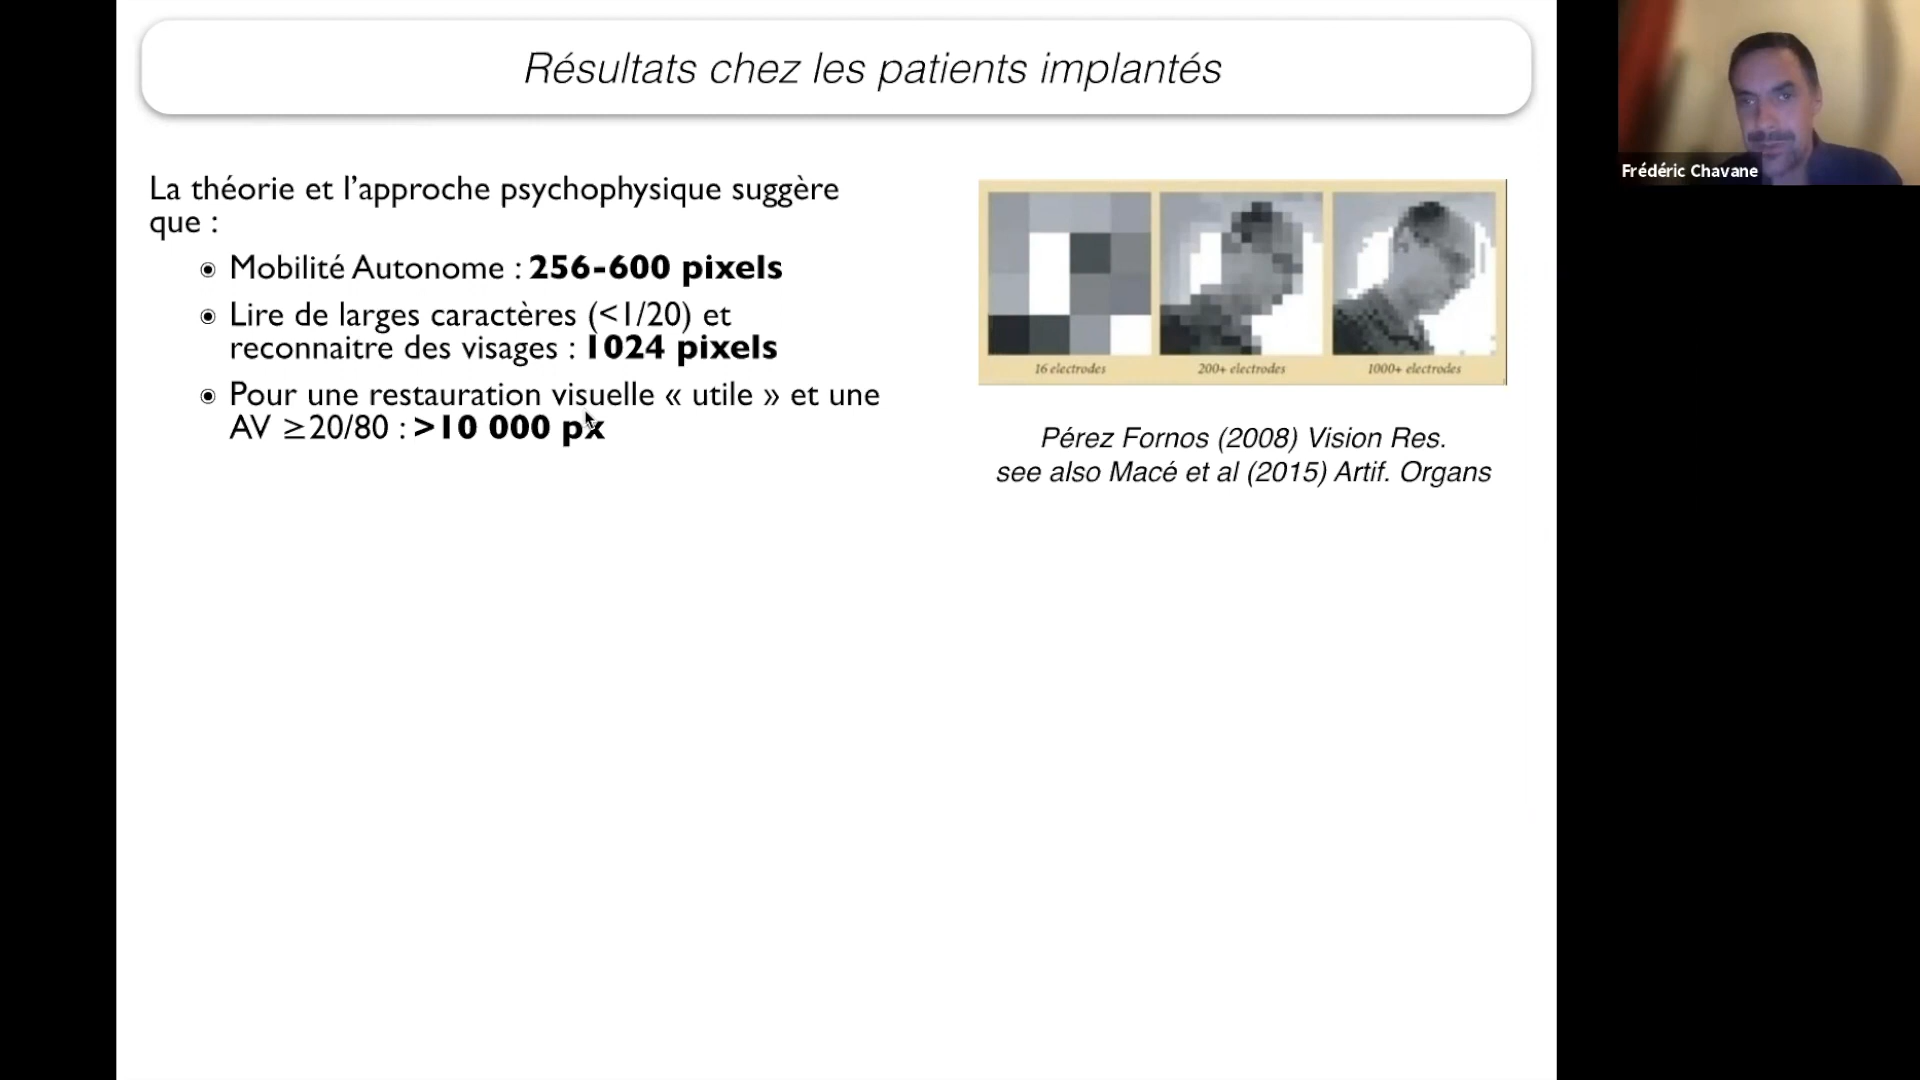 Résultats chez les patients implantés
Frédéric Chavane
La théorie et l’approche psychophysique suggère
que :
Mobilité Autonome : 256-600 pixels
Lire de larges caractères (<1/20) et
reconnaitre des visages : 1024 pixels
Pour une restauration visuelle « utile » et une
AV ≥20/80 : >10 000 px
16 electrodes
200+ electrodes
1000+ electrodes
Pérez Fornos (2008) Vision Res.
see also Macé et al (2015) Artif. Organs